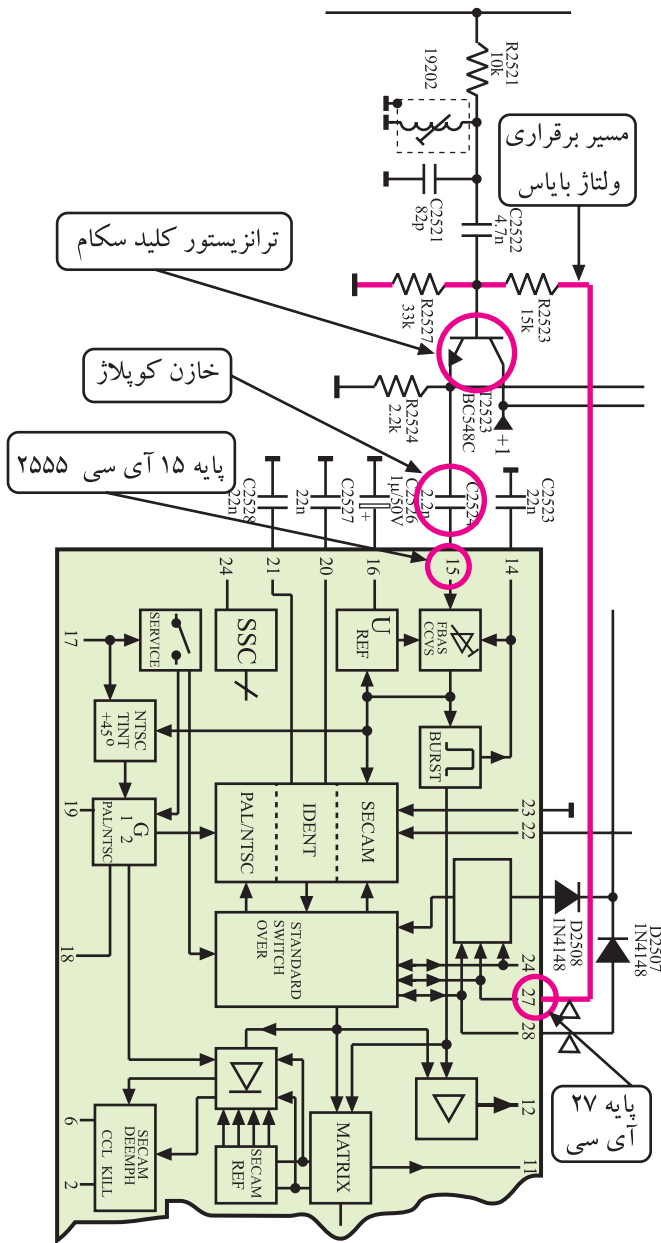 R2521
10k
19202
مسیر برقراری
ولتاژ بایاس
C2521
82p
C2522
4.7n
ترانزیستور کلید سکام
R2527
33k
R2523
15k
خازن کوپلاژ
R2524
2.2k
T2523
BC548C
+1
پایه ۱۵ آی سی ۲۵۵۵
C2528
22n
C2527
22n
C2526
1µ/50V
+
C2524
2.2n
C2523
22n
24
21
20
16
15
14
17
SERVICE
SSC
U
REF
FBAS
CCVS
NTSC
TINT
+45°
BURST
19
G
1 2
PAL/NTSC
PAL/NTSC
IDENT
SECAM
23
22
18
STANDARD
SWITCH
OVER
D2508
1N4148
D2507
1N4148
24
27
28
پایه ۲۷
آی سی
12
6
2
SECAM
DEEMPH
CCL KILL
SECAM
REF
MATRIX
11